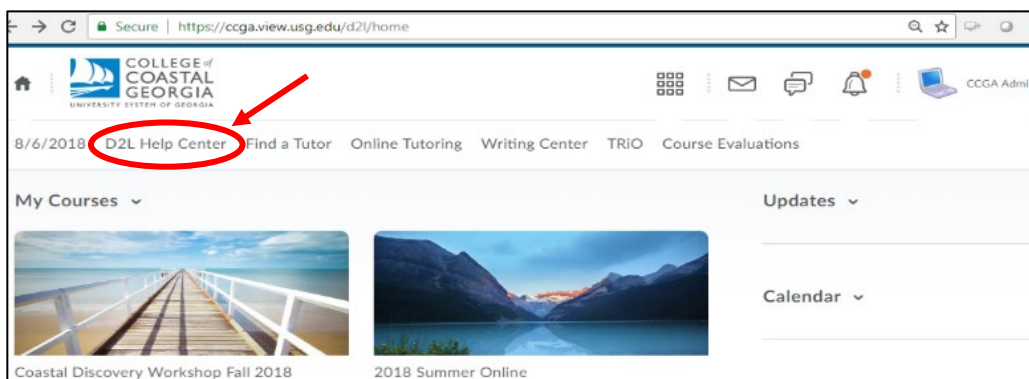 Secure | https://ccga.view.usg.edu/d2l/home
COLLEGE of
COASTAL
GEORGIA
UNIVERSITY SYSTEM OF GEORGIA
CCGA Admi
8/6/2018 D2L Help Center Find a Tutor Online Tutoring Writing Center TRiO Course Evaluations
My Courses
Updates
Calendar
Coastal Discovery Workshop Fall 2018
2018 Summer Online